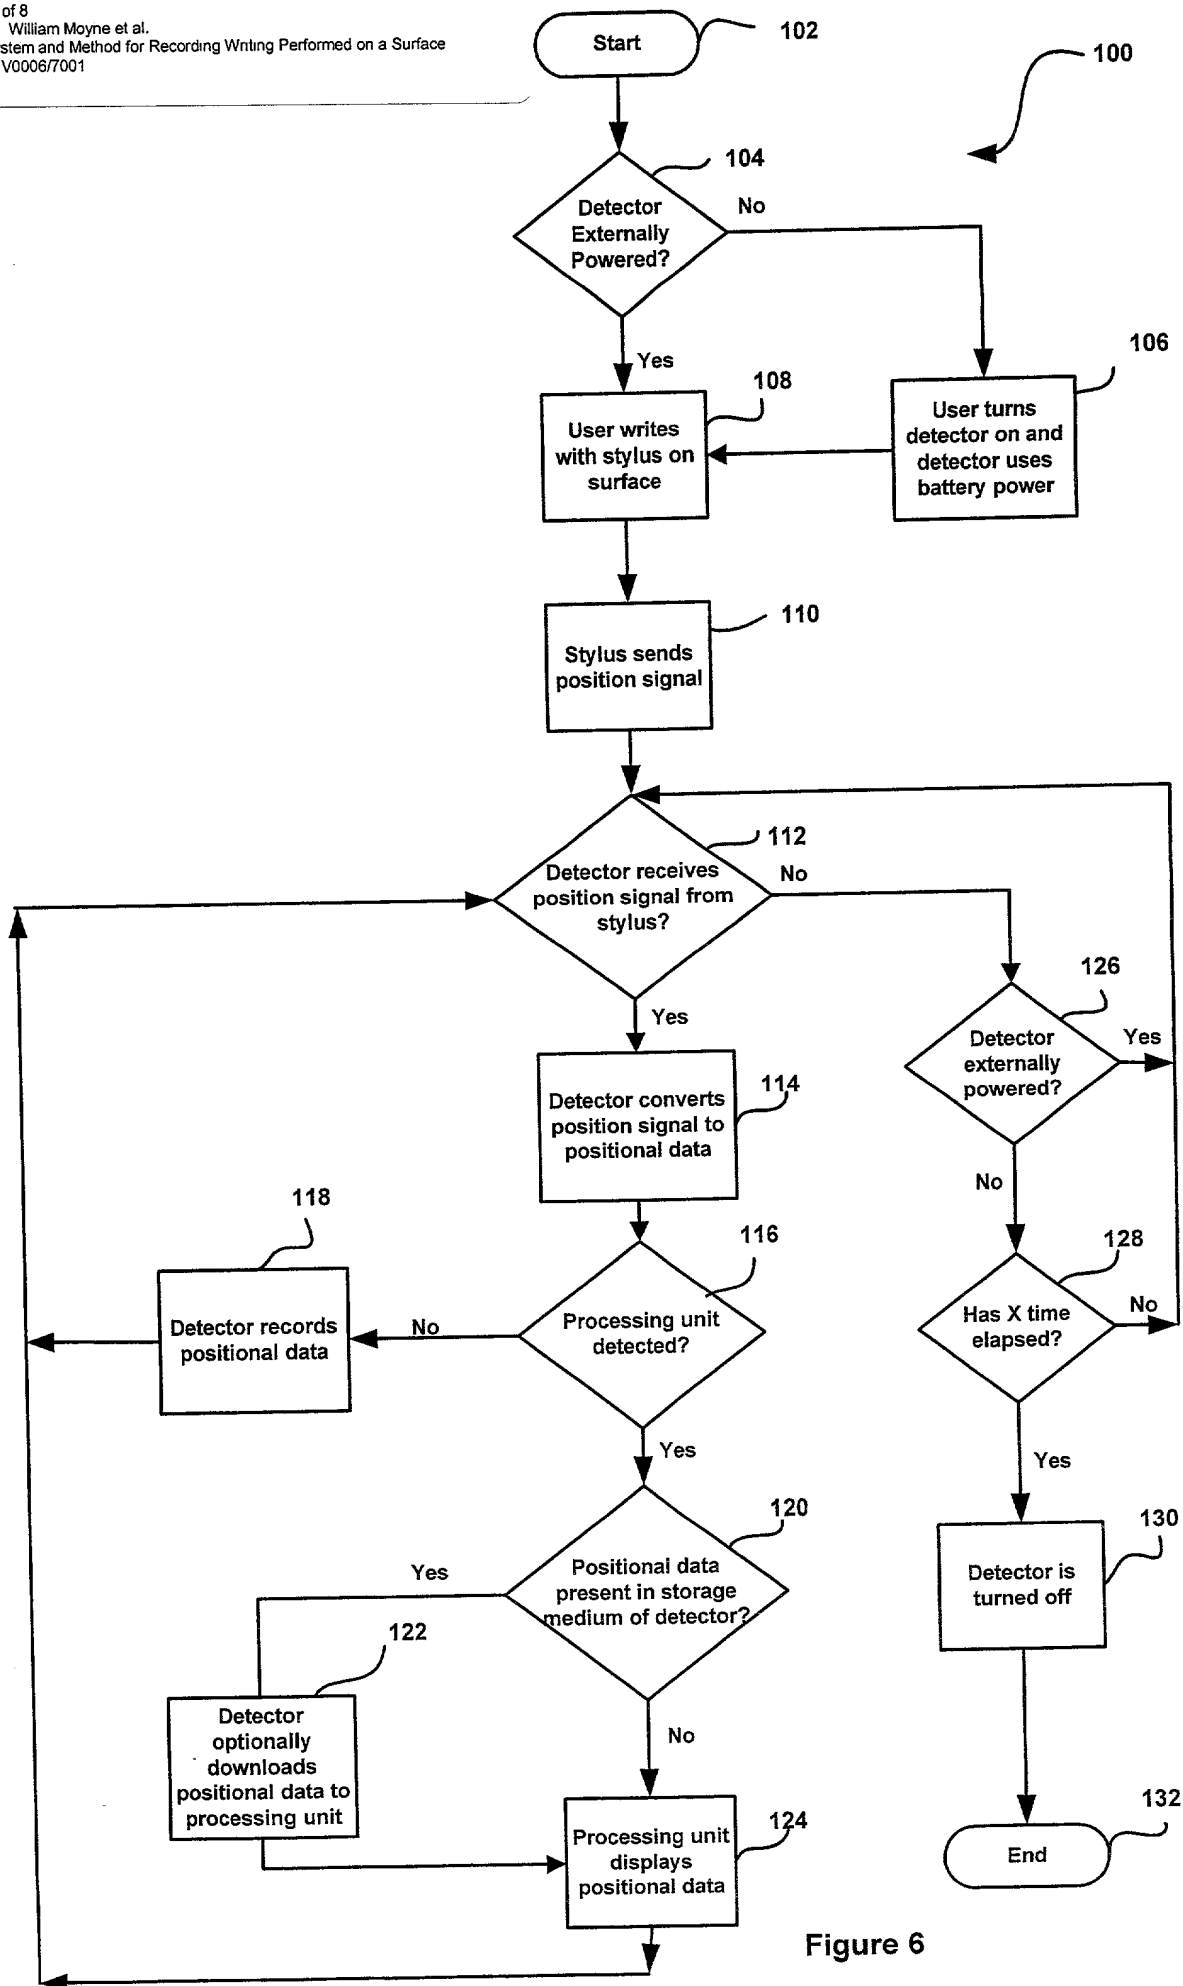 of 8
William Moyne et al.
stem and Method for Recording Writing Performed on a Surface
V0006/7001
Start
102
100
104
Detector
Externally
Powered?
No
Yes
106
108
User writes
with stylus on
surface
User turns
detector on and
detector uses
battery power
110
Stylus sends
position signal
112
Detector receives
position signal from
stylus?
No
Yes
126
Detector
externally
powered?
Yes
No
114
Detector converts
position signal to
positional data
118
116
Detector records
positional data
No
Processing unit
detected?
Yes
128
Has X time
elapsed?
No
Yes
120
Positional data
present in storage
medium of detector?
Yes
No
130
Detector is
turned off
122
Detector
optionally
downloads
positional data to
processing unit
124
Processing unit
displays
positional data
132
End
Figure 6